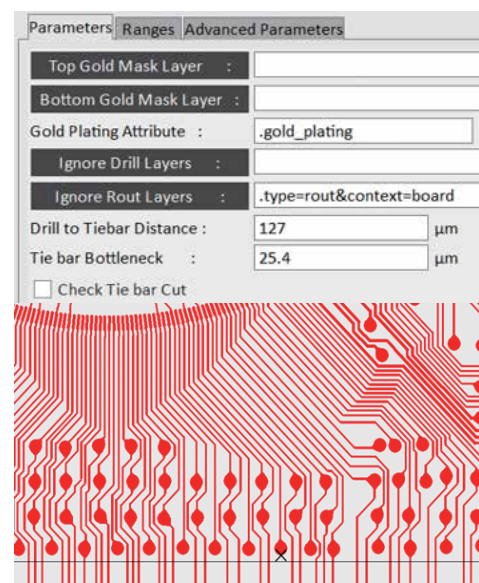 Parameters Ranges Advanced Parameters
Top Gold Mask Layer :
Bottom Gold Mask Layer :
Gold Plating Attribute : .gold_plating
Ignore Drill Layers :
Ignore Rout Layers : .type=rout&context=board
Drill to Tiebar Distance : 127 µm
Tie bar Bottleneck : 25.4 µm
Check Tie bar Cut